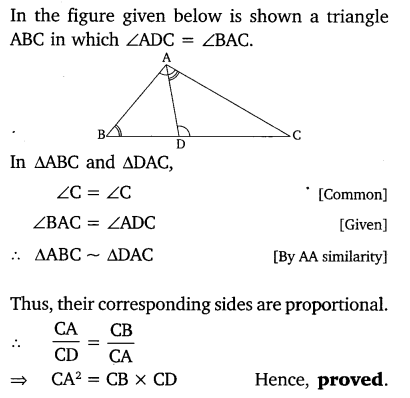 In the figure given below is shown a triangle
ABC in which ∠ADC = ∠BAC.
A
B D C
In ΔABC and ΔDAC,
∠C = ∠C [Common]
∠BAC = ∠ADC [Given]
∴ ΔABC ~ ΔDAC [By AA similarity]
Thus, their corresponding sides are proportional.
∴ CA/CD = CB/CA
⇒ CA² = CB × CD Hence, proved.